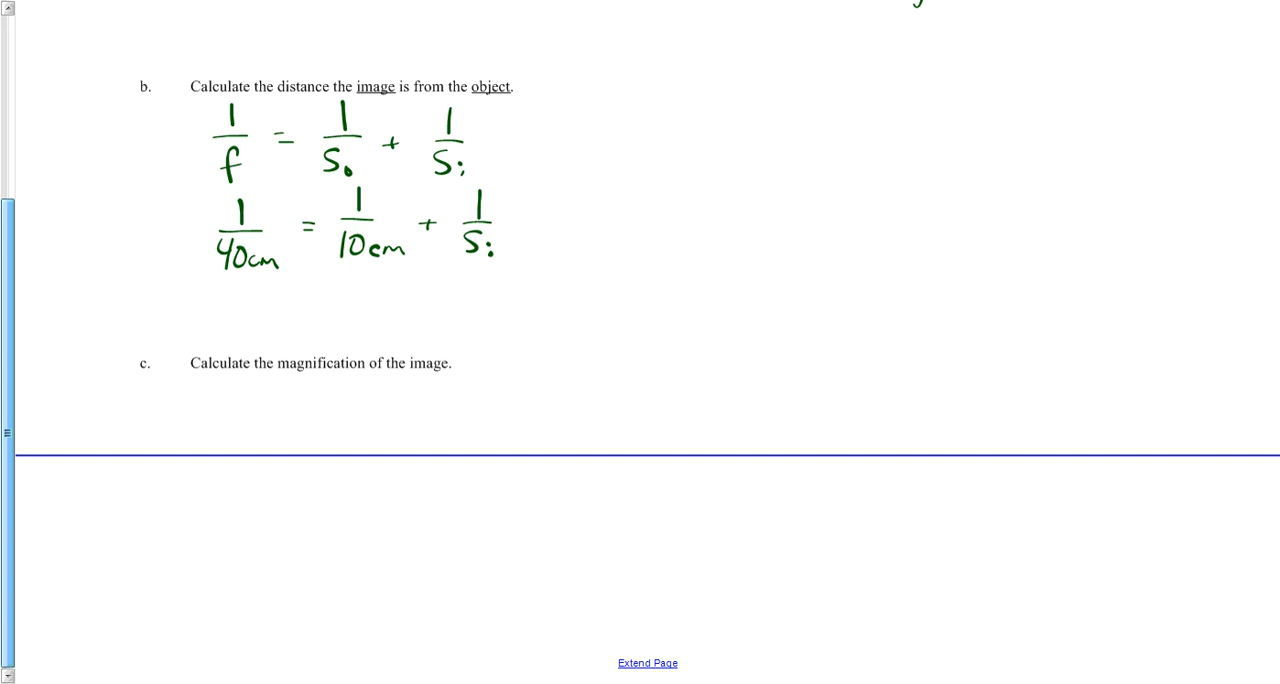 b. Calculate the distance the image is from the object.
1/f = 1/So + 1/Si
1/40cm = 1/10cm + 1/Si
c. Calculate the magnification of the image.
Extend Page